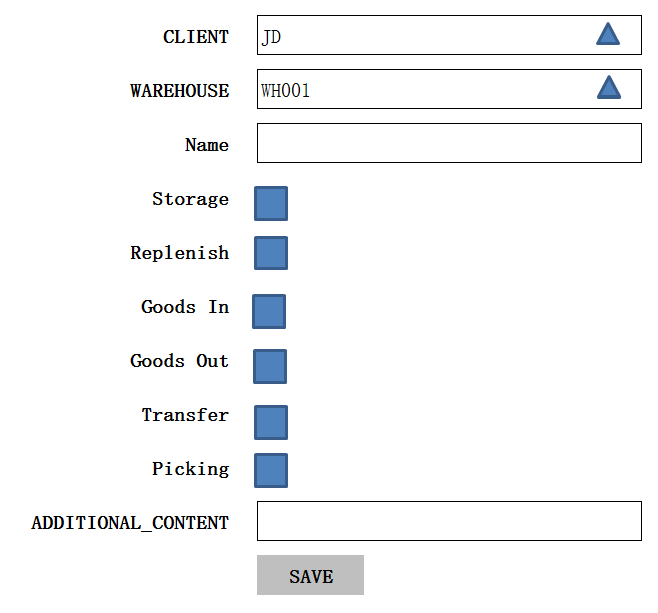 CLIENT JD
WAREHOUSE WH001
Name
Storage
Replenish
Goods In
Goods Out
Transfer
Picking
ADDITIONAL_CONTENT
SAVE